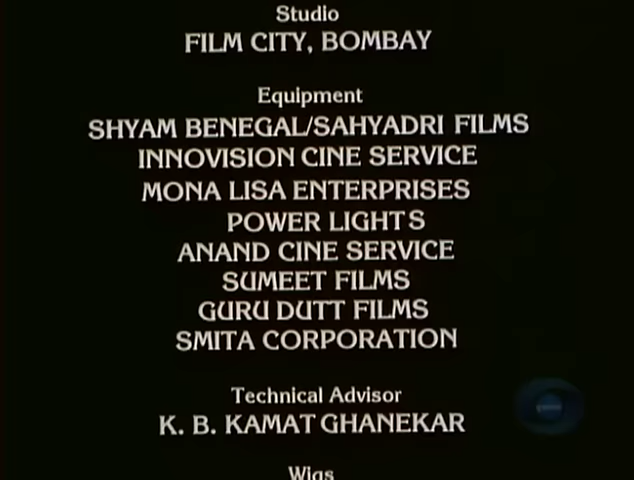 Studio
FILM CITY, BOMBAY
Equipment
SHYAM BENEGAL/SAHYADRI FILMS
INNOVISION CINE SERVICE
MONA LISA ENTERPRISES
POWER LIGHTS
ANAND CINE SERVICE
SUMEET FILMS
GURU DUTT FILMS
SMITA CORPORATION
Technical Advisor
K. B. KAMAT GHANEKAR
Wigs